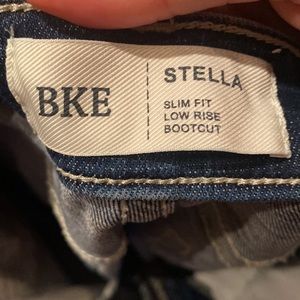 BKE
STELLA
SLIM FIT
LOW RISE
BOOTCUT